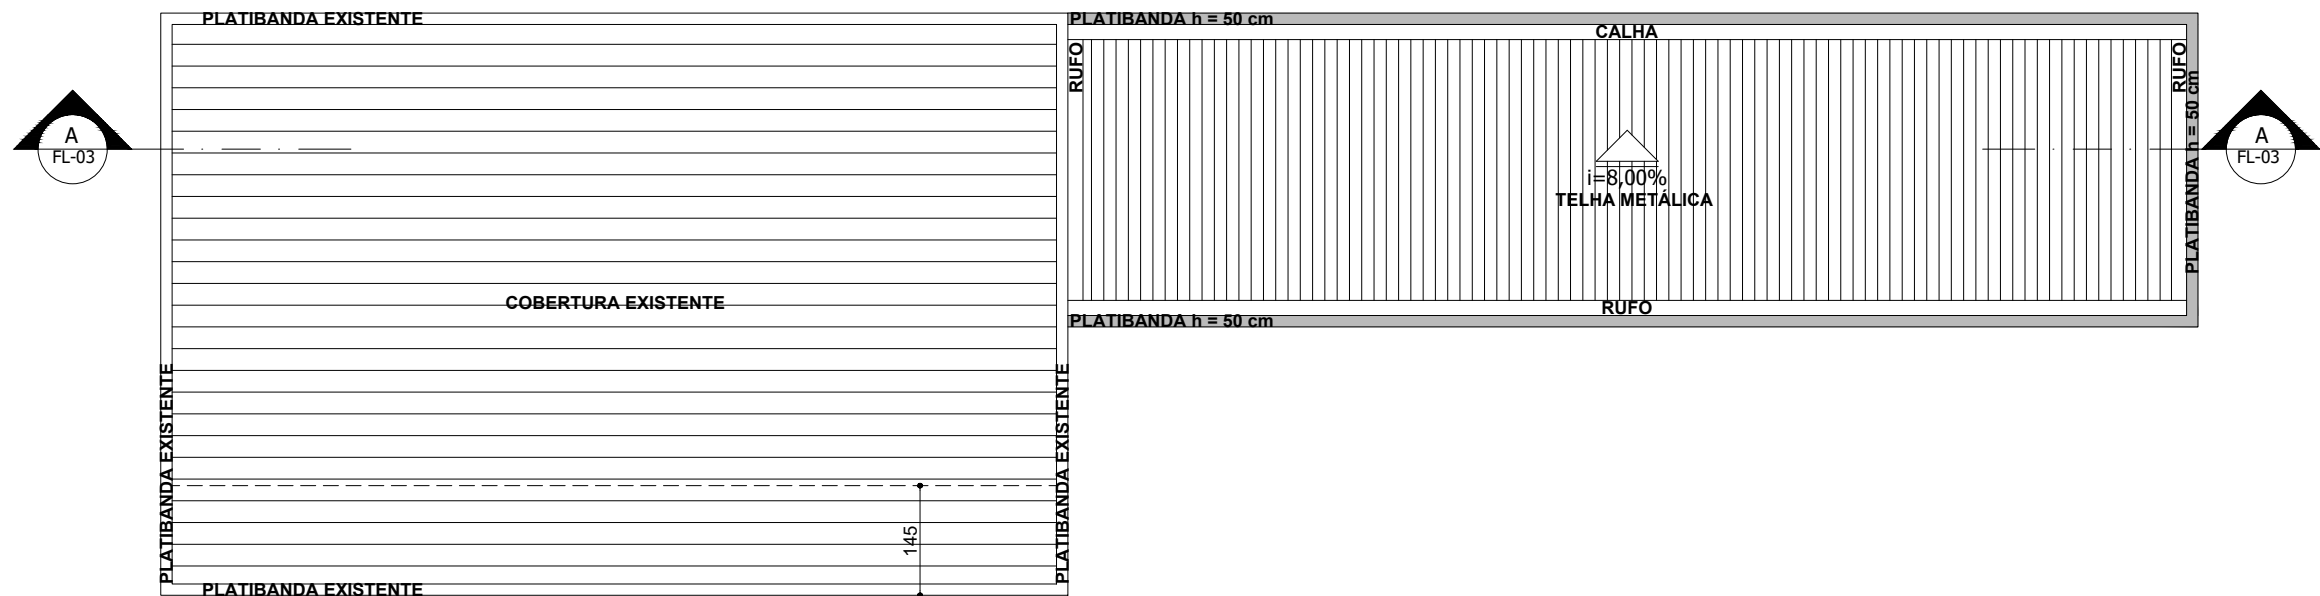 PLATIBANDA EXISTENTE
PLATIBANDA h = 50 cm
CALHA
RUFO
RUFO
PLATIBANDA h = 50 cm
A
FL-03
A
FL-03
i=8,00%
TELHA METÁLICA
COBERTURA EXISTENTE
RUFO
PLATIBANDA h = 50 cm
PLATIBANDA EXISTENTE
PLATIBANDA EXISTENTE
145
PLATIBANDA EXISTENTE